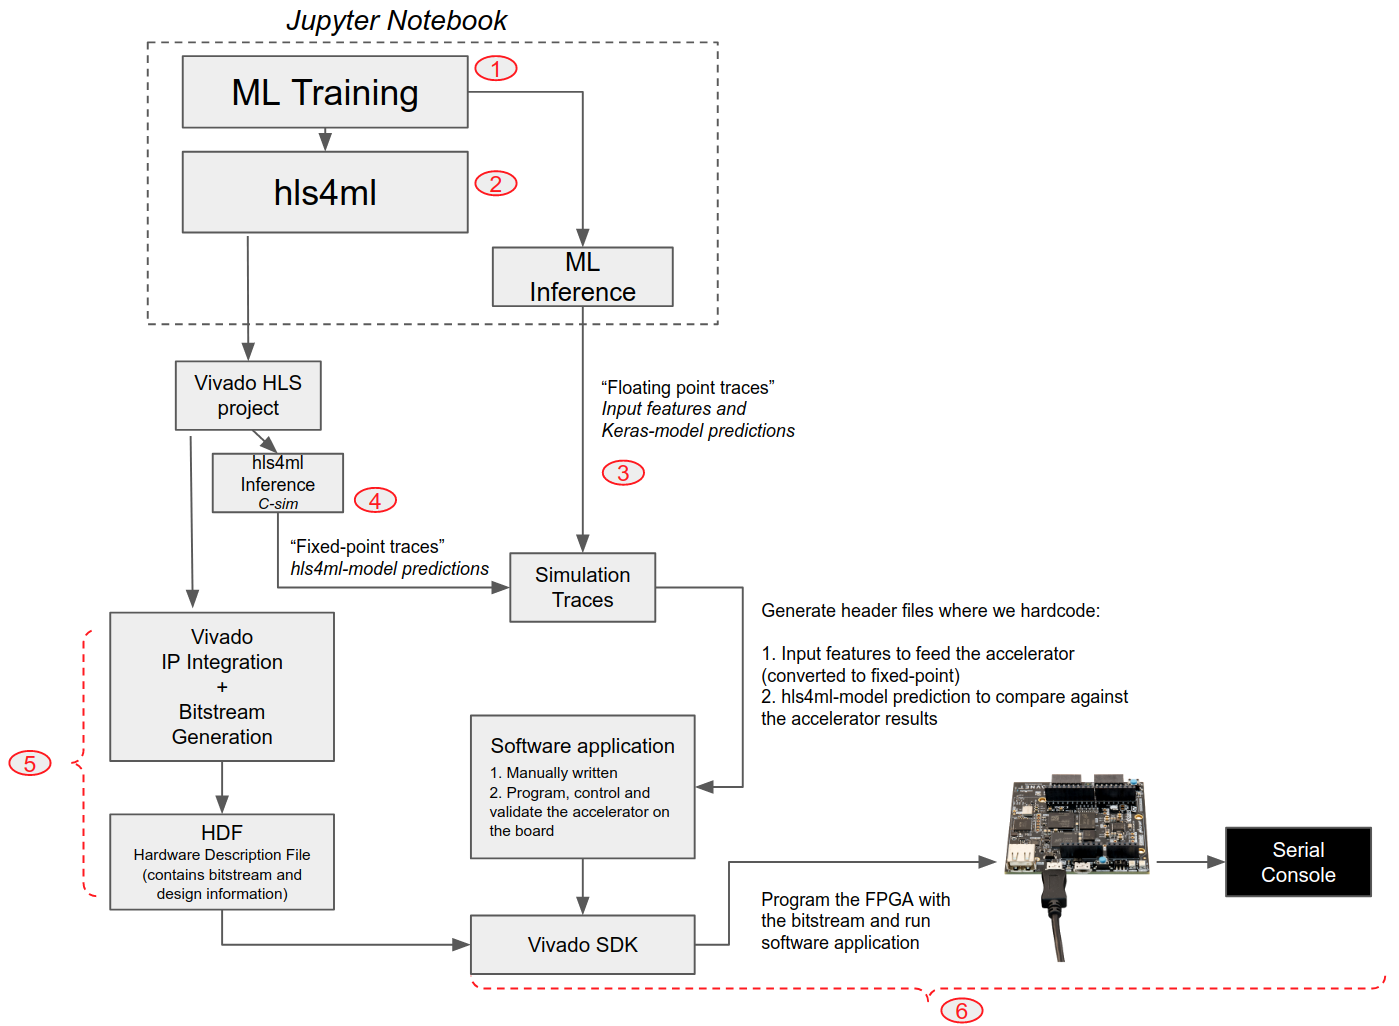 Jupyter Notebook
ML Training
1
hls4ml
2
ML
Inference
Vivado HLS
project
“Floating point traces”
Input features and
Keras-model predictions
3
hls4ml
Inference
C-sim
4
“Fixed-point traces”
hls4ml-model predictions
Simulation
Traces
Generate header files where we hardcode:
1. Input features to feed the accelerator
(converted to fixed-point)
2. hls4ml-model prediction to compare against
the accelerator results
Vivado
IP Integration
+
Bitstream
Generation
5
Software application
1. Manually written
2. Program, control and
validate the accelerator on
the board
HDF
Hardware Description File
(contains bitstream and
design information)
Serial
Console
Program the FPGA with
the bitstream and run
software application
Vivado SDK
6